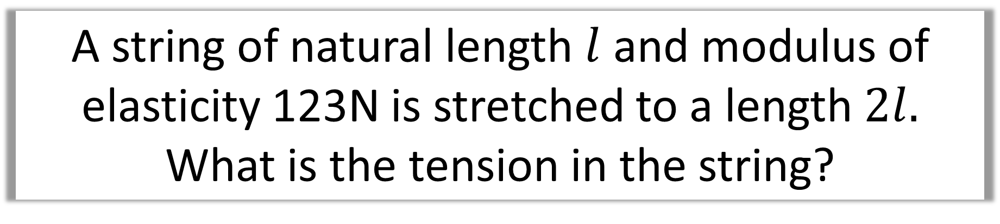 A string of natural length 𝑙 and modulus of
elasticity 123N is stretched to a length 2𝑙.
What is the tension in the string?